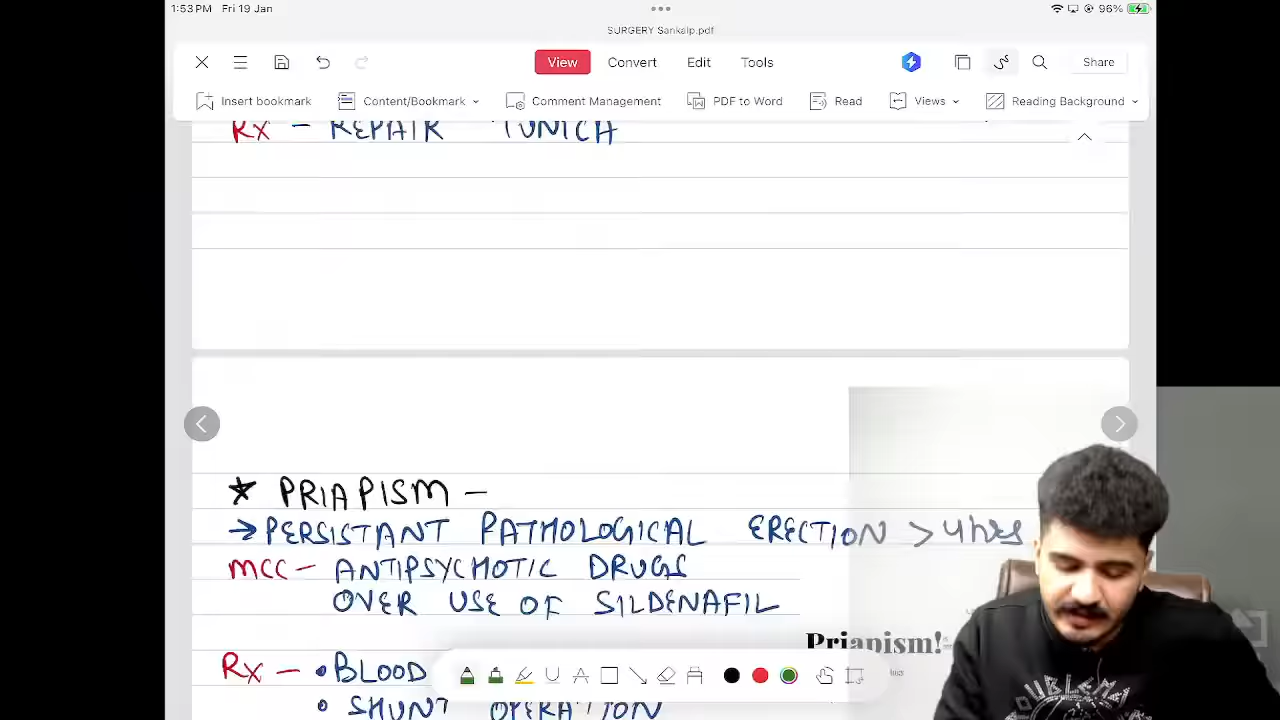 1:53 PM Fri 19 Jan
96%
SURGERY Sankalp.pdf
View Convert Edit Tools Share
Insert bookmark Content/Bookmark Comment Management PDF to Word Read Views Reading Background
RX - REPAIR TUNICA
PRIAPISM -
→ PERSISTANT PATHOLOGICAL ERECTION > 4hrs
MCC - ANTIPSYCHOTIC DRUGS
OVER USE OF SILDENAFIL
Priapism!
RX - • BLOOD
• SHUNT OPERATION